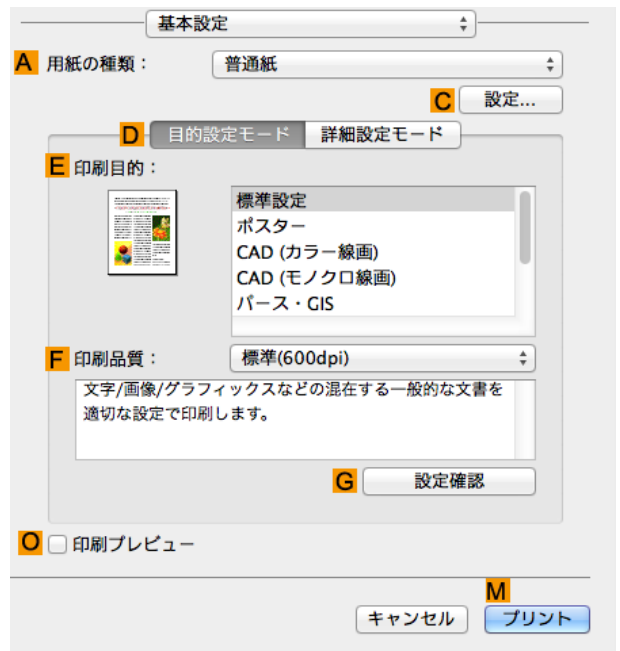 基本設定
A 用紙の種類： 普通紙
C 設定...
D 目的設定モード 詳細設定モード
E 印刷目的：
標準設定
ポスター
CAD (カラー線画)
CAD (モノクロ線画)
パース・GIS
F 印刷品質： 標準(600dpi)
文字/画像/グラフィックスなどの混在する一般的な文書を
適切な設定で印刷します。
G 設定確認
O 印刷プレビュー
M
キャンセル プリント